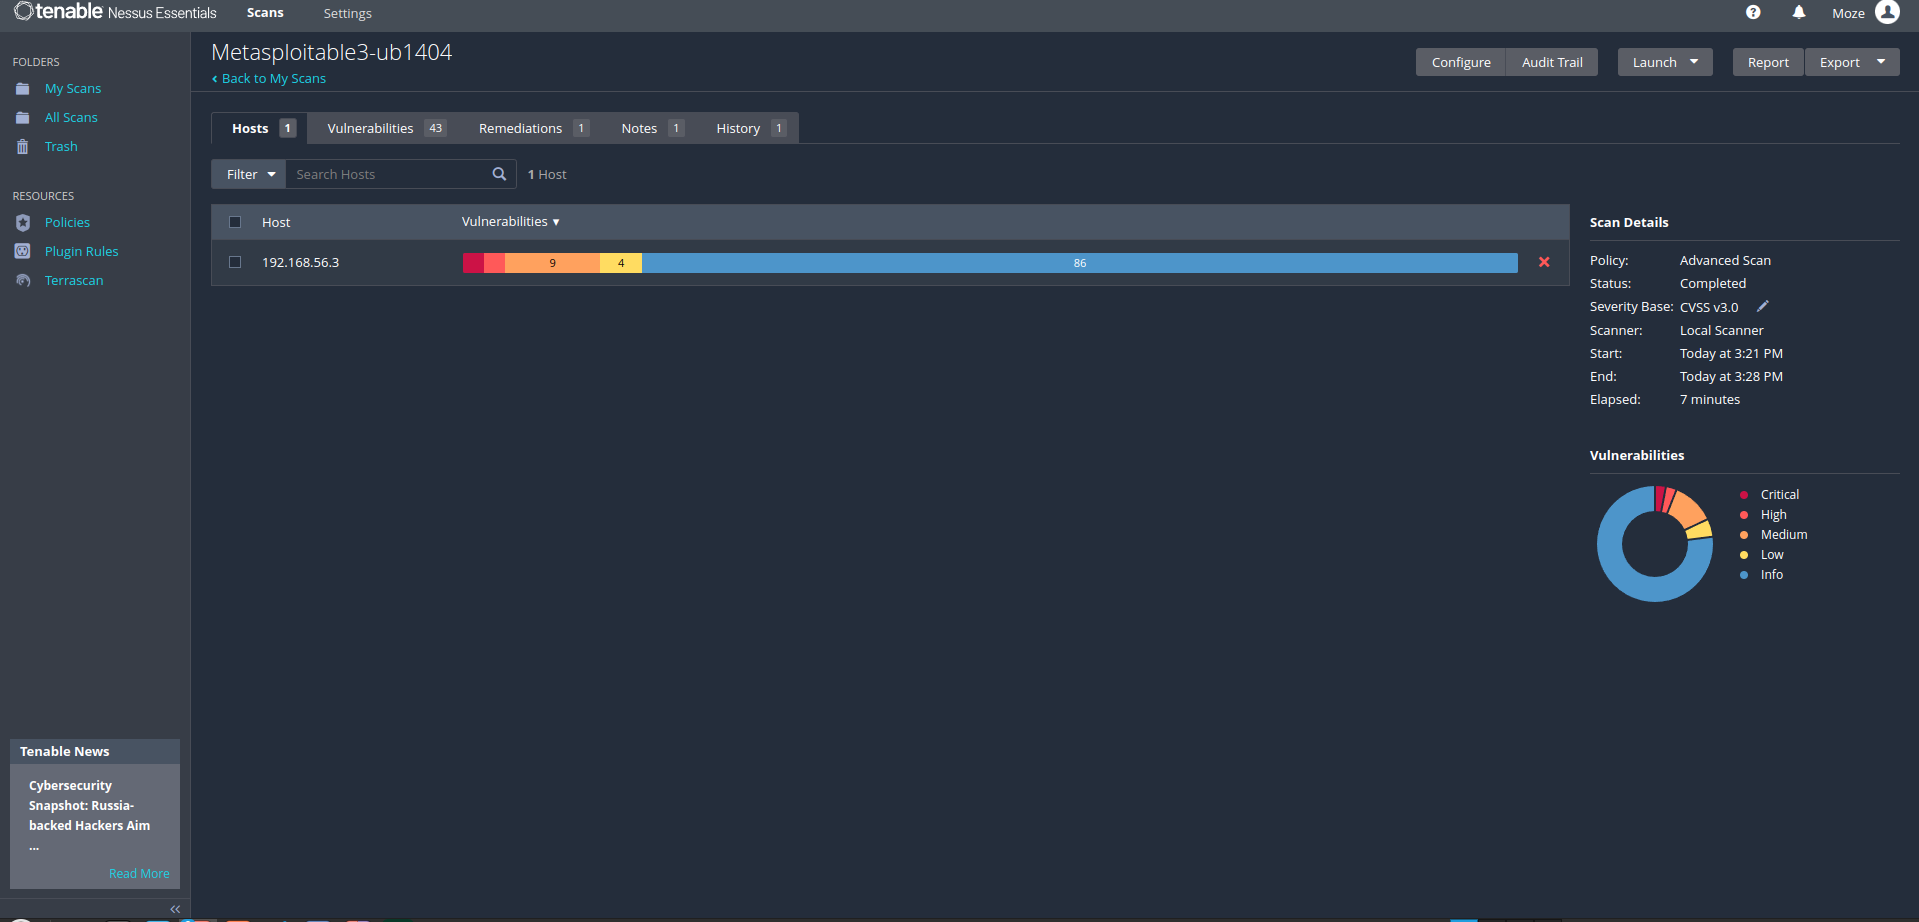 tenable Nessus Essentials Scans Settings Moze
FOLDERS
My Scans
All Scans
Trash
RESOURCES
Policies
Plugin Rules
Terrascan
Tenable News
Cybersecurity
Snapshot: Russia-
backed Hackers Aim
...
Read More
Metasploitable3-ub1404
Back to My Scans
Configure Audit Trail Launch Report Export
Hosts 1 Vulnerabilities 43 Remediations 1 Notes 1 History 1
Filter Search Hosts 1 Host
Host Vulnerabilities
192.168.56.3 9 4 86
Scan Details
Policy: Advanced Scan
Status: Completed
Severity Base: CVSS v3.0
Scanner: Local Scanner
Start: Today at 3:21 PM
End: Today at 3:28 PM
Elapsed: 7 minutes
Vulnerabilities
Critical
High
Medium
Low
Info